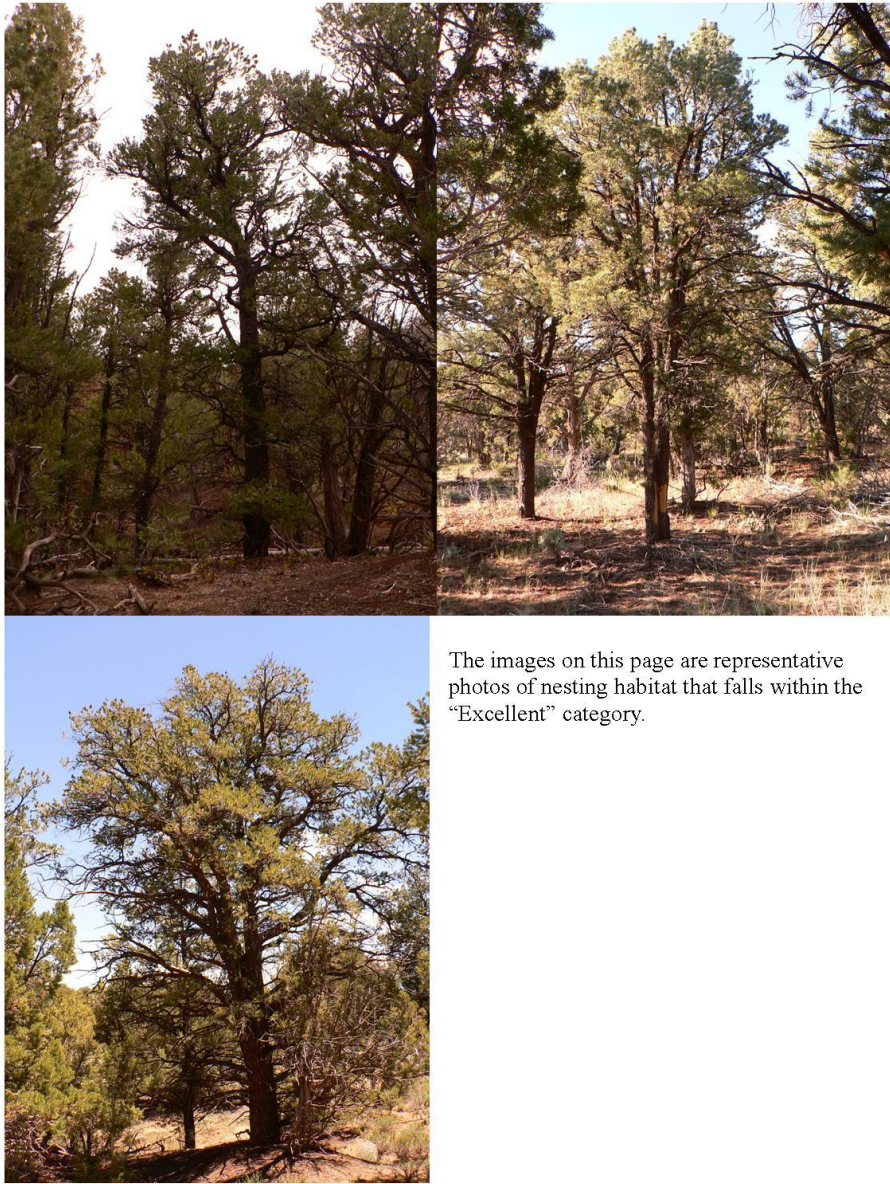 The images on this page are representative
photos of nesting habitat that falls within the
“Excellent” category.